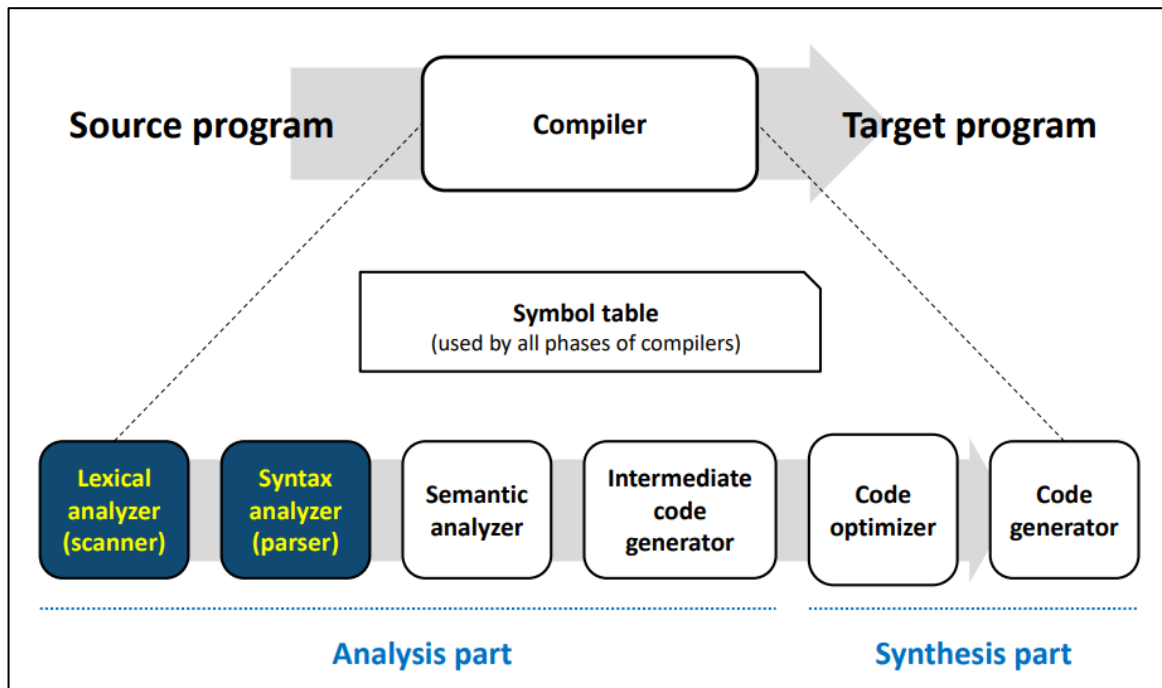 Source program
Compiler
Target program
Symbol table
(used by all phases of compilers)
Lexical
analyzer
(scanner)
Syntax
analyzer
(parser)
Semantic
analyzer
Intermediate
code
generator
Code
optimizer
Code
generator
Analysis part
Synthesis part